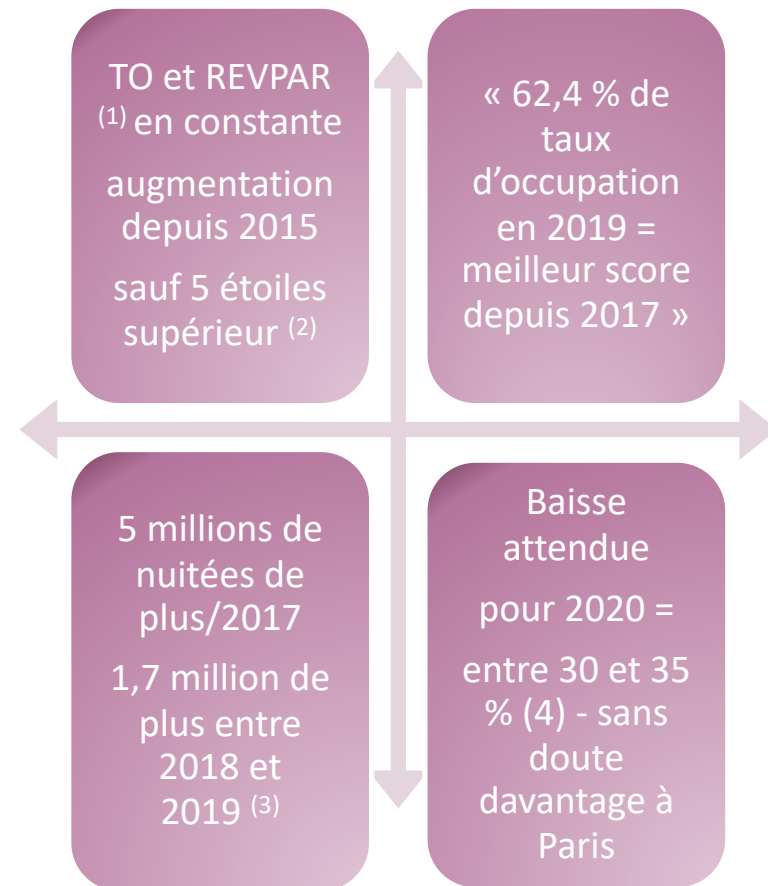 TO et REVPAR
(1) en constante
augmentation
depuis 2015
sauf 5 étoiles
supérieur (2)
« 62,4 % de
taux
d’occupation
en 2019 =
meilleur score
depuis 2017 »
5 millions de
nuitées de
plus/2017
1,7 million de
plus entre
2018 et
2019 (3)
Baisse
attendue
pour 2020 =
entre 30 et 35
% (4) - sans
doute
davantage à
Paris